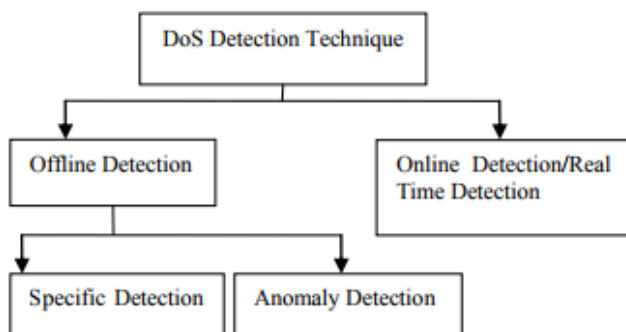 DoS Detection Technique
Offline Detection
Online Detection/Real
Time Detection
Specific Detection
Anomaly Detection